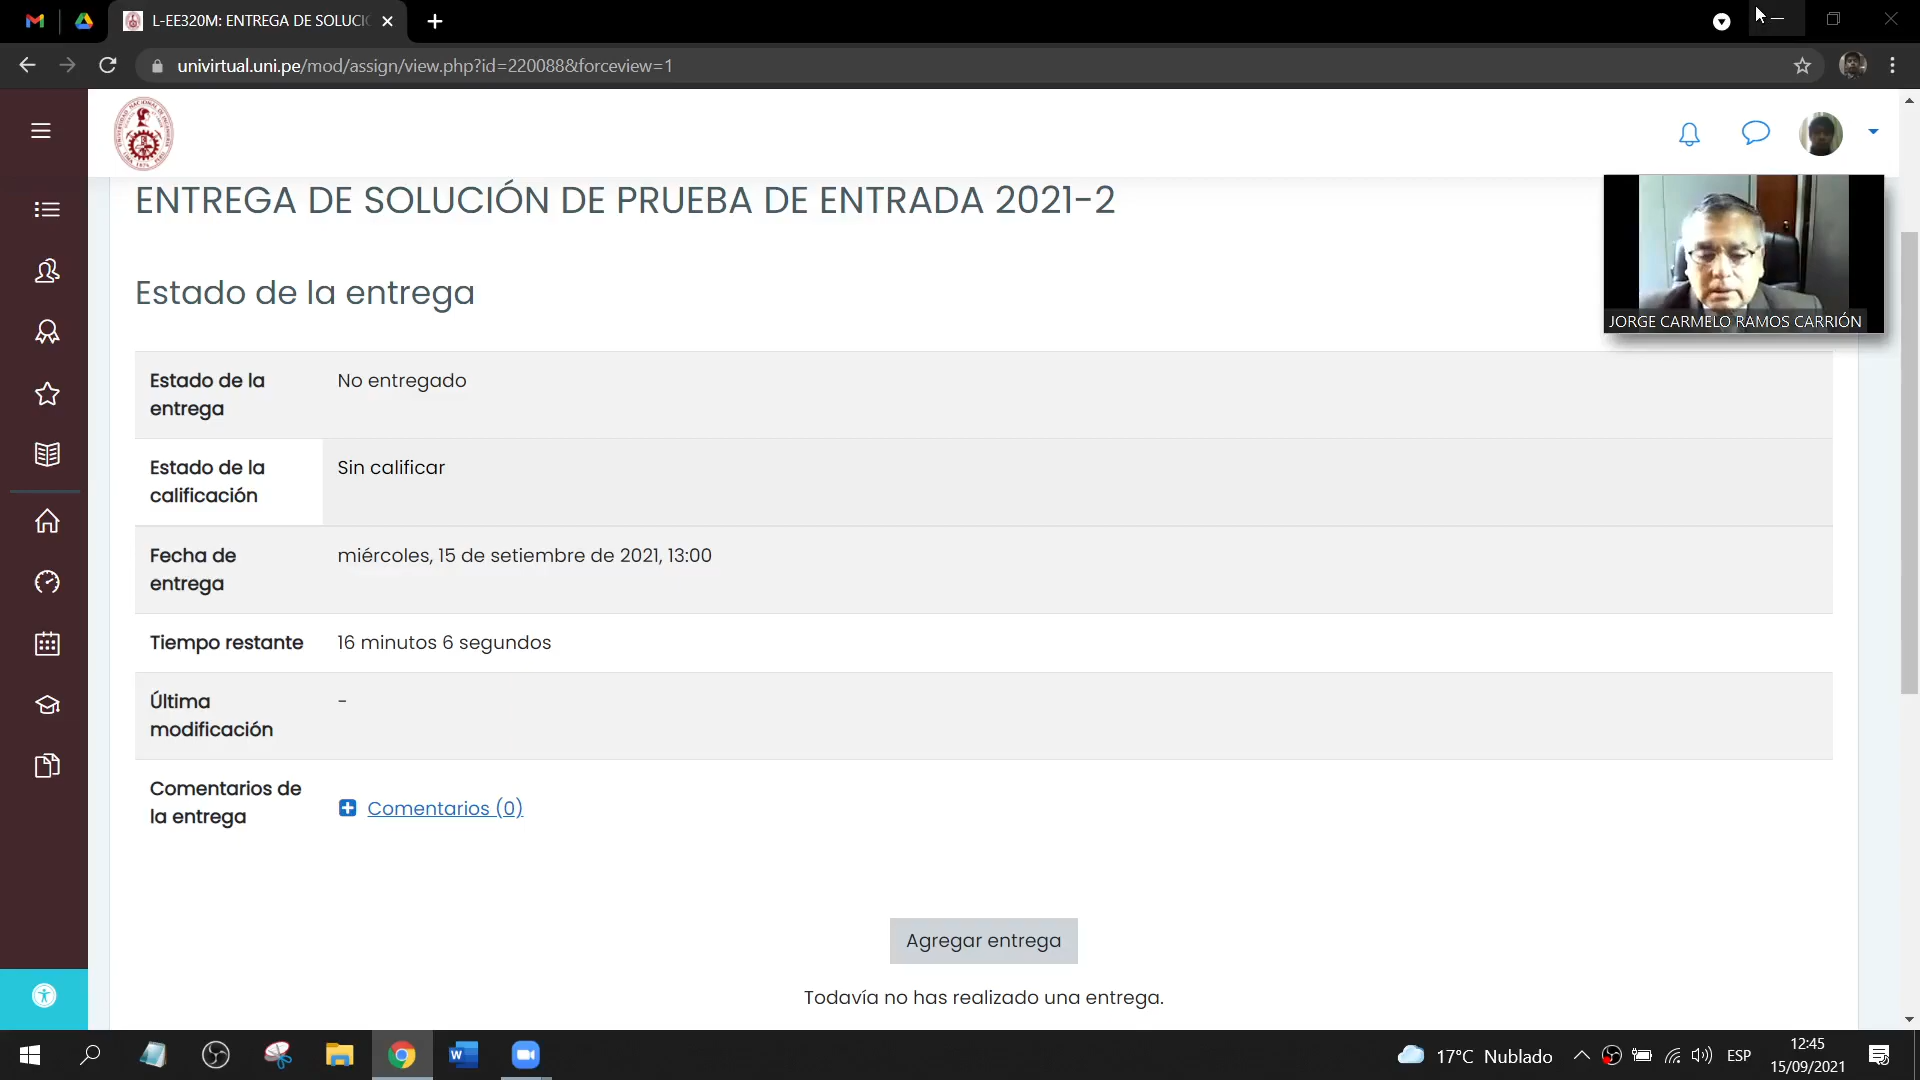 L-EE320M: ENTREGA DE SOLUCIO
univirtual.uni.pe/mod/assign/view.php?id=220088&forceview=1
ENTREGA DE SOLUCIÓN DE PRUEBA DE ENTRADA 2021-2
JORGE CARMELO RAMOS CARRIÓN
Estado de la entrega
Estado de la
entrega
No entregado
Estado de la
calificación
Sin calificar
Fecha de
entrega
miércoles, 15 de setiembre de 2021, 13:00
Tiempo restante
16 minutos 6 segundos
Última
modificación
-
Comentarios de
la entrega
Comentarios (0)
Agregar entrega
Todavía no has realizado una entrega.
17°C Nublado
ESP
12:45
15/09/2021